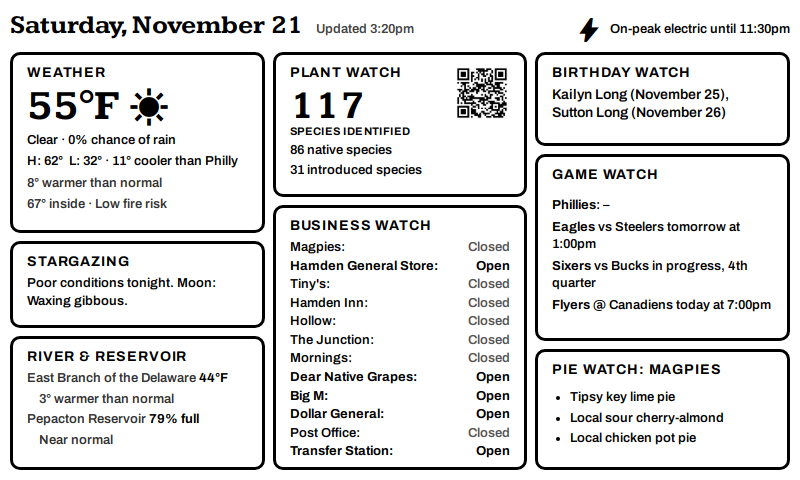 Saturday, November 21 Updated 3:20pm
On-peak electric until 11:30pm
WEATHER
55°F
Clear · 0% chance of rain
H: 62° L: 32° · 11° cooler than Philly
8° warmer than normal
67° inside · Low fire risk
STARGAZING
Poor conditions tonight. Moon:
Waxing gibbous.
RIVER & RESERVOIR
East Branch of the Delaware 44°F
3° warmer than normal
Pepacton Reservoir 79% full
Near normal
PLANT WATCH
117
SPECIES IDENTIFIED
86 native species
31 introduced species
BUSINESS WATCH
Magpies: Closed
Hamden General Store: Open
Tiny's: Closed
Hamden Inn: Closed
Hollow: Closed
The Junction: Closed
Mornings: Closed
Dear Native Grapes: Open
Big M: Open
Dollar General: Open
Post Office: Closed
Transfer Station: Open
BIRTHDAY WATCH
Kailyn Long (November 25),
Sutton Long (November 26)
GAME WATCH
Phillies: –
Eagles vs Steelers tomorrow at
1:00pm
Sixers vs Bucks in progress, 4th
quarter
Flyers @ Canadiens today at 7:00pm
PIE WATCH: MAGPIES
• Tipsy key lime pie
• Local sour cherry-almond
• Local chicken pot pie